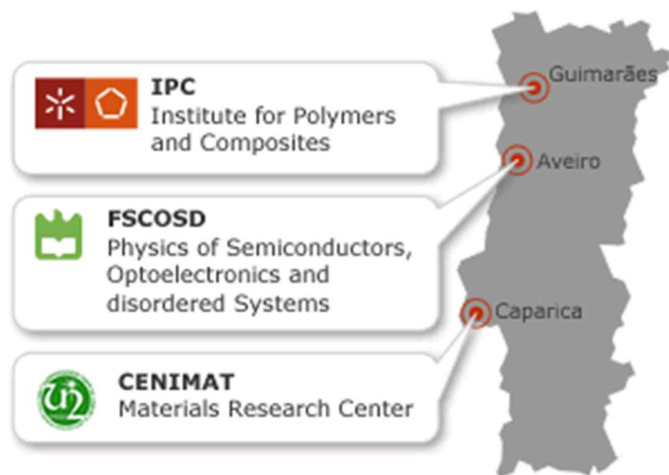 IPC
Institute for Polymers
and Composites
Guimarães
Aveiro
FSCOSD
Physics of Semiconductors,
Optoelectronics and
disordered Systems
Caparica
CENIMAT
Materials Research Center